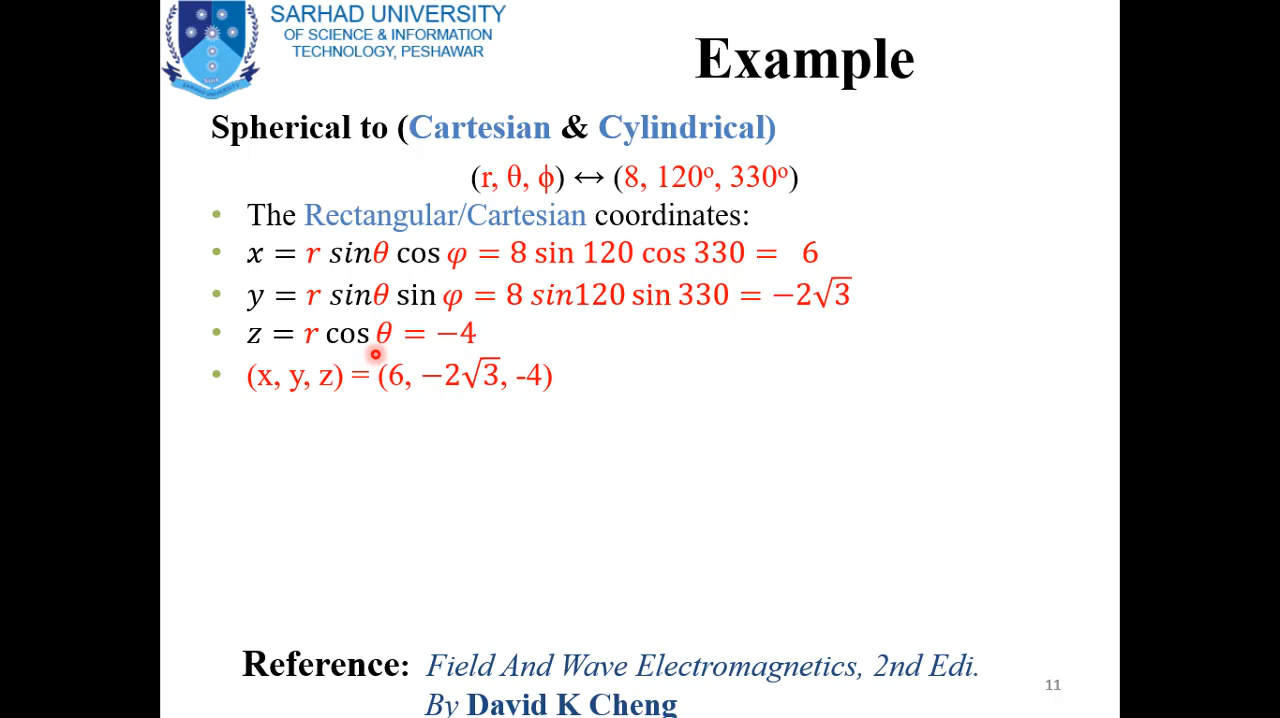 SARHAD UNIVERSITY
OF SCIENCE & INFORMATION
TECHNOLOGY, PESHAWAR
Example
Spherical to (Cartesian & Cylindrical)
(r, θ, ϕ) ↔ (8, 120º, 330º)
• The Rectangular/Cartesian coordinates:
• x = r sinθ cos φ = 8 sin 120 cos 330 = 6
• y = r sinθ sin φ = 8 sin120 sin 330 = −2√3
• z = r cos θ = −4
• (x, y, z) = (6, −2√3, -4)
Reference: Field And Wave Electromagnetics, 2nd Edi.
By David K Cheng
11